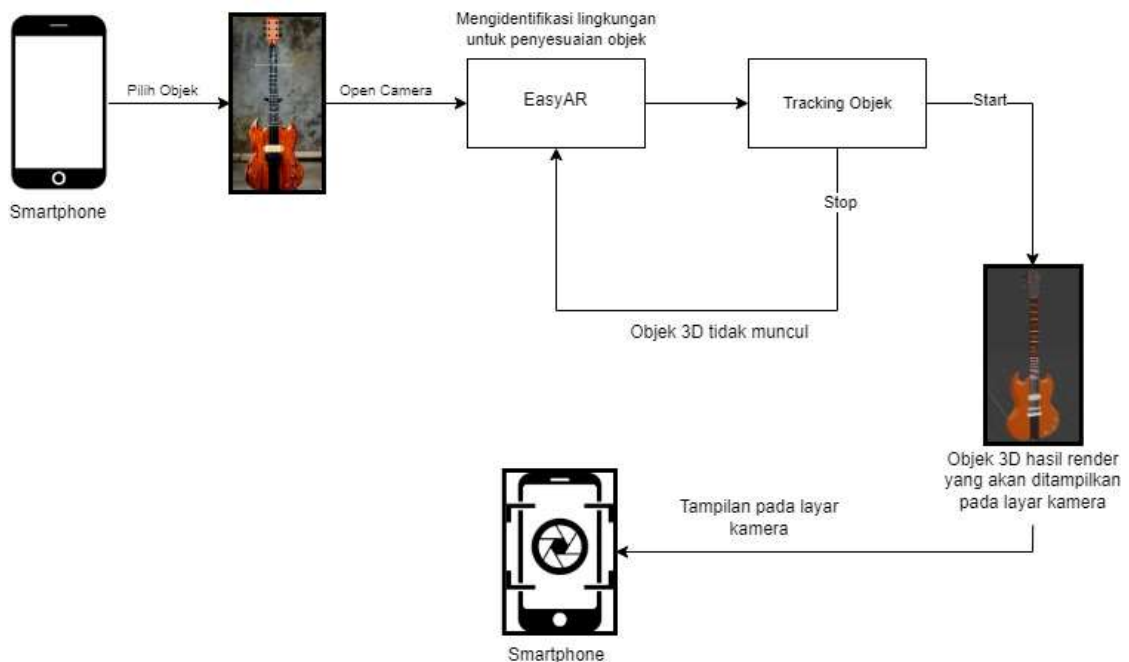 Mengidentifikasi lingkungan
untuk penyesuaian objek
Pilih Objek
Open Camera
EasyAR
Tracking Objek
Start
Smartphone
Stop
Objek 3D tidak muncul
Objek 3D hasil render
yang akan ditampilkan
pada layar kamera
Tampilan pada layar
kamera
Smartphone